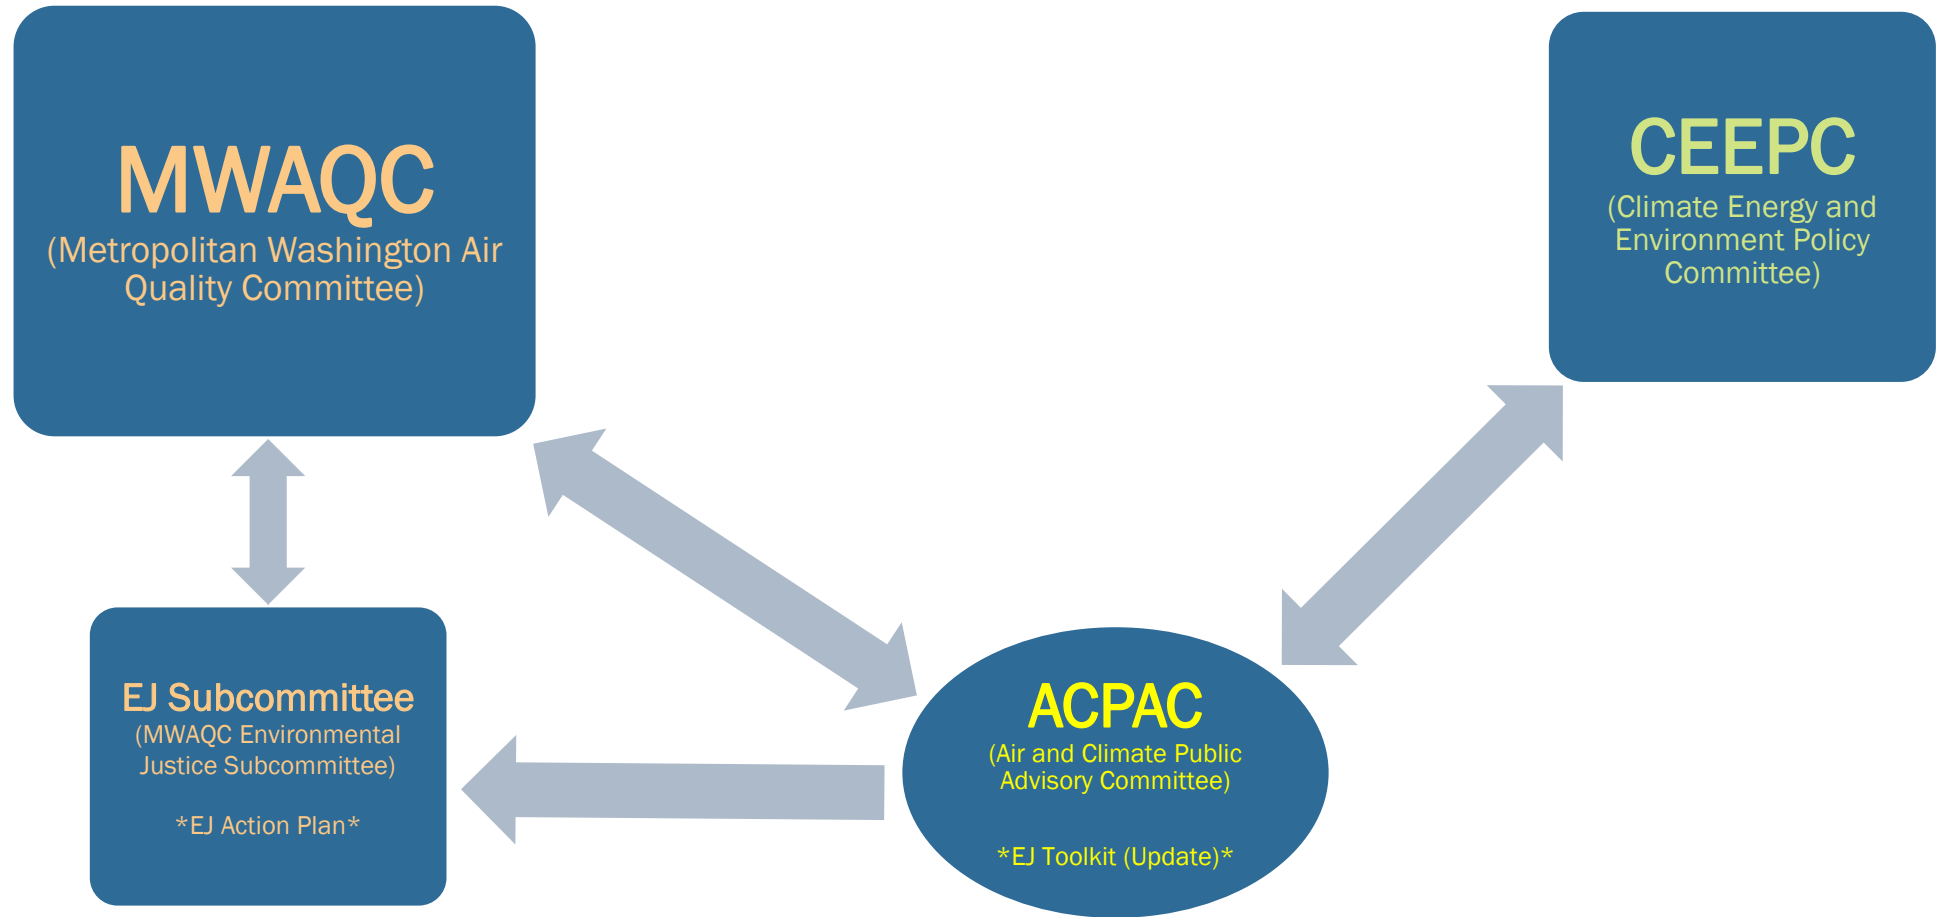 MWAQC
(Metropolitan Washington Air
Quality Committee)
CEEPC
(Climate Energy and
Environment Policy
Committee)
EJ Subcommittee
(MWAQC Environmental
Justice Subcommittee)
*EJ Action Plan*
ACPAC
(Air and Climate Public
Advisory Committee)
*EJ Toolkit (Update)*